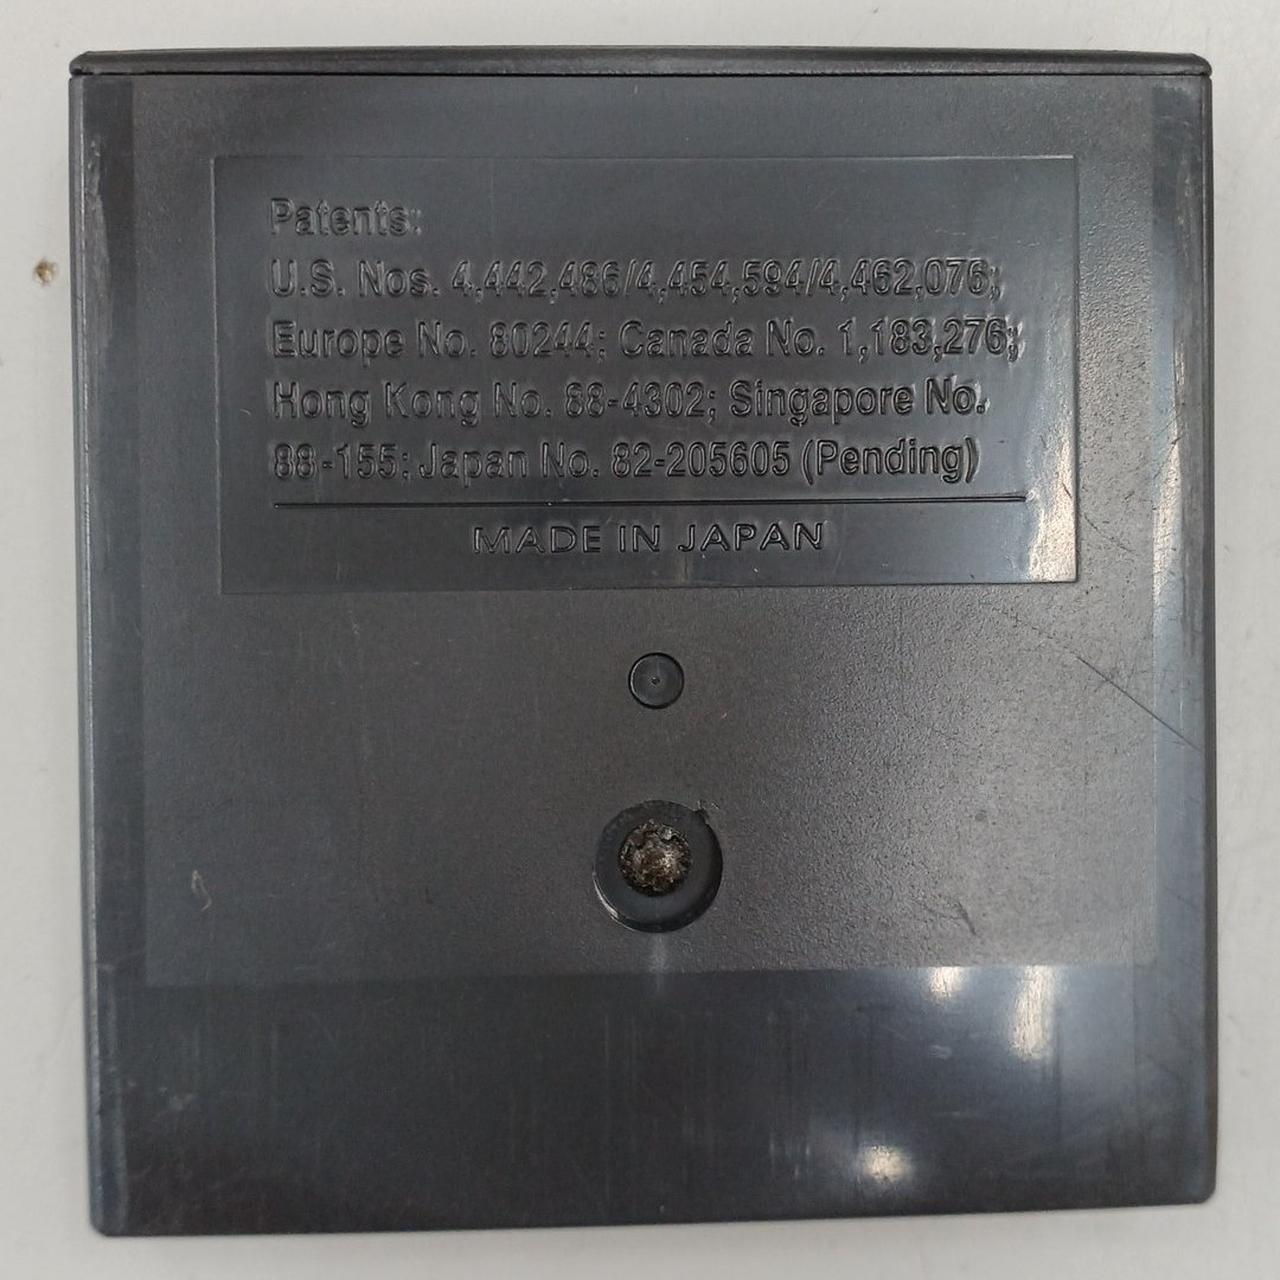 Patents:
U.S. Nos. 4,442,486/4,454,594/4,462,076;
Europe No. 80244; Canada No. 1,183,276;
Hong Kong No. 88-4302; Singapore No.
88-155; Japan No. 82-205605 (Pending)
MADE IN JAPAN